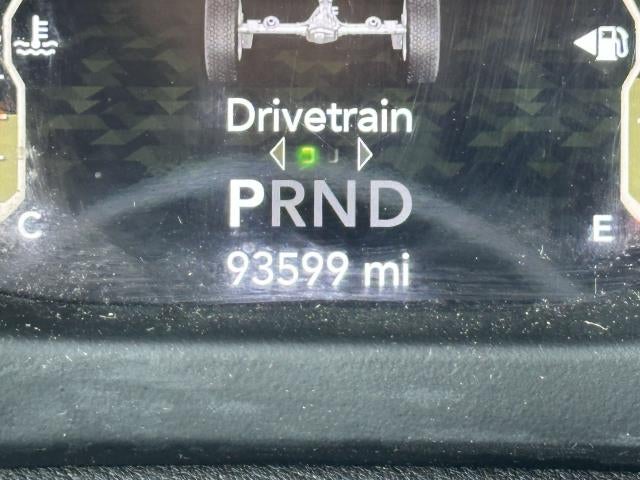 Drivetrain
PRND
C E
93599 mi